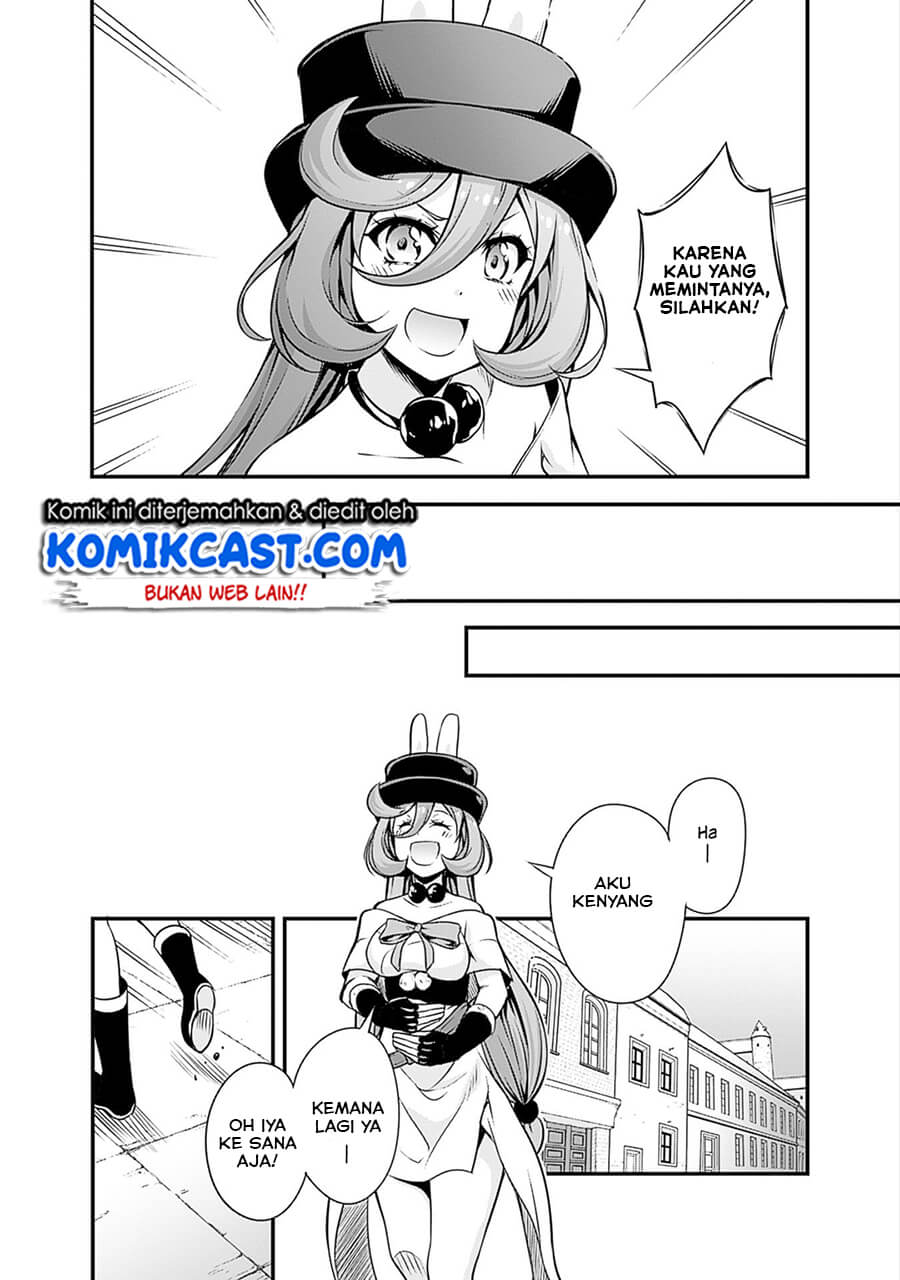 KARENA
KAU YANG
MEMINTANYA,
SILAHKAN!
Komik ini diterjemahkan & diedit oleh
KOMIKCAST.COM
BUKAN WEB LAIN!!
Ha
—
AKU
KENYANG
KEMANA
LAGI YA
—
OH IYA
KE SANA
AJA!